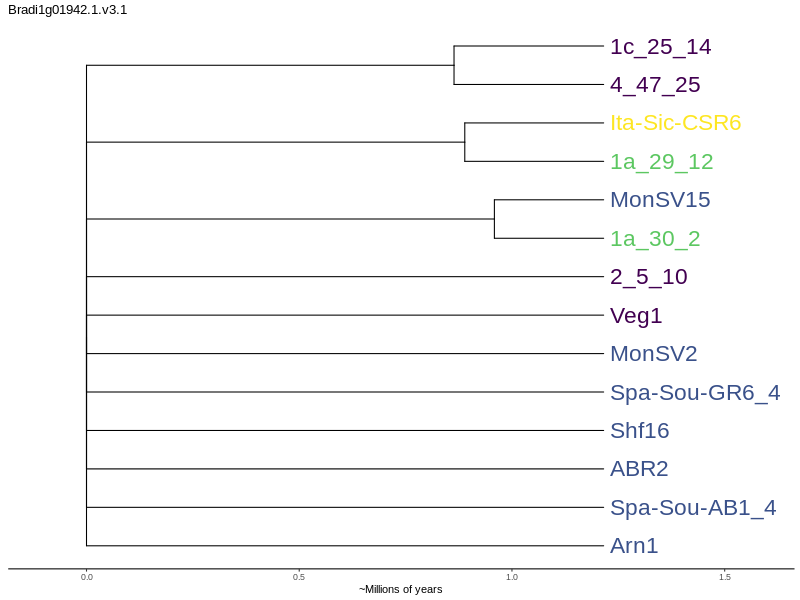 Bradi1g01942.1.v3.1
1c_25_14
4_47_25
Ita-Sic-CSR6
1a_29_12
MonSV15
1a_30_2
2_5_10
Veg1
MonSV2
Spa-Sou-GR6_4
Shf16
ABR2
Spa-Sou-AB1_4
Arn1
0.0 0.5 1.0 1.5
~Millions of years